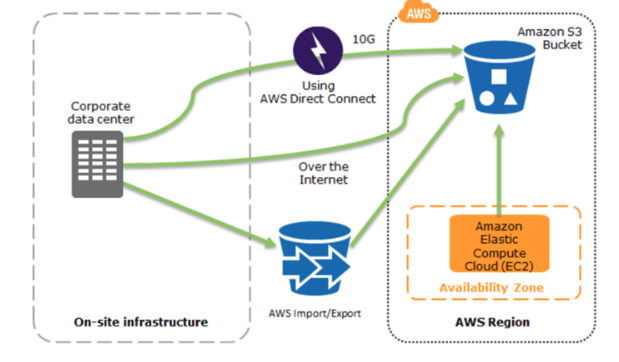 AWS
10G
Amazon S3
Bucket
Using
AWS Direct Connect
Corporate
data center
Over the
Internet
Amazon
Elastic
Compute
Cloud (EC2)
Availability Zone
AWS Import/Export
On-site infrastructure
AWS Region